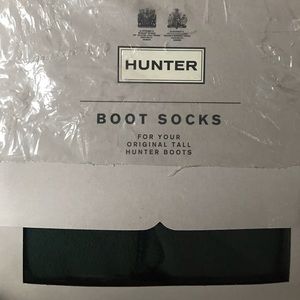 HUNTER
BOOT SOCKS
FOR YOUR
ORIGINAL TALL
HUNTER BOOTS